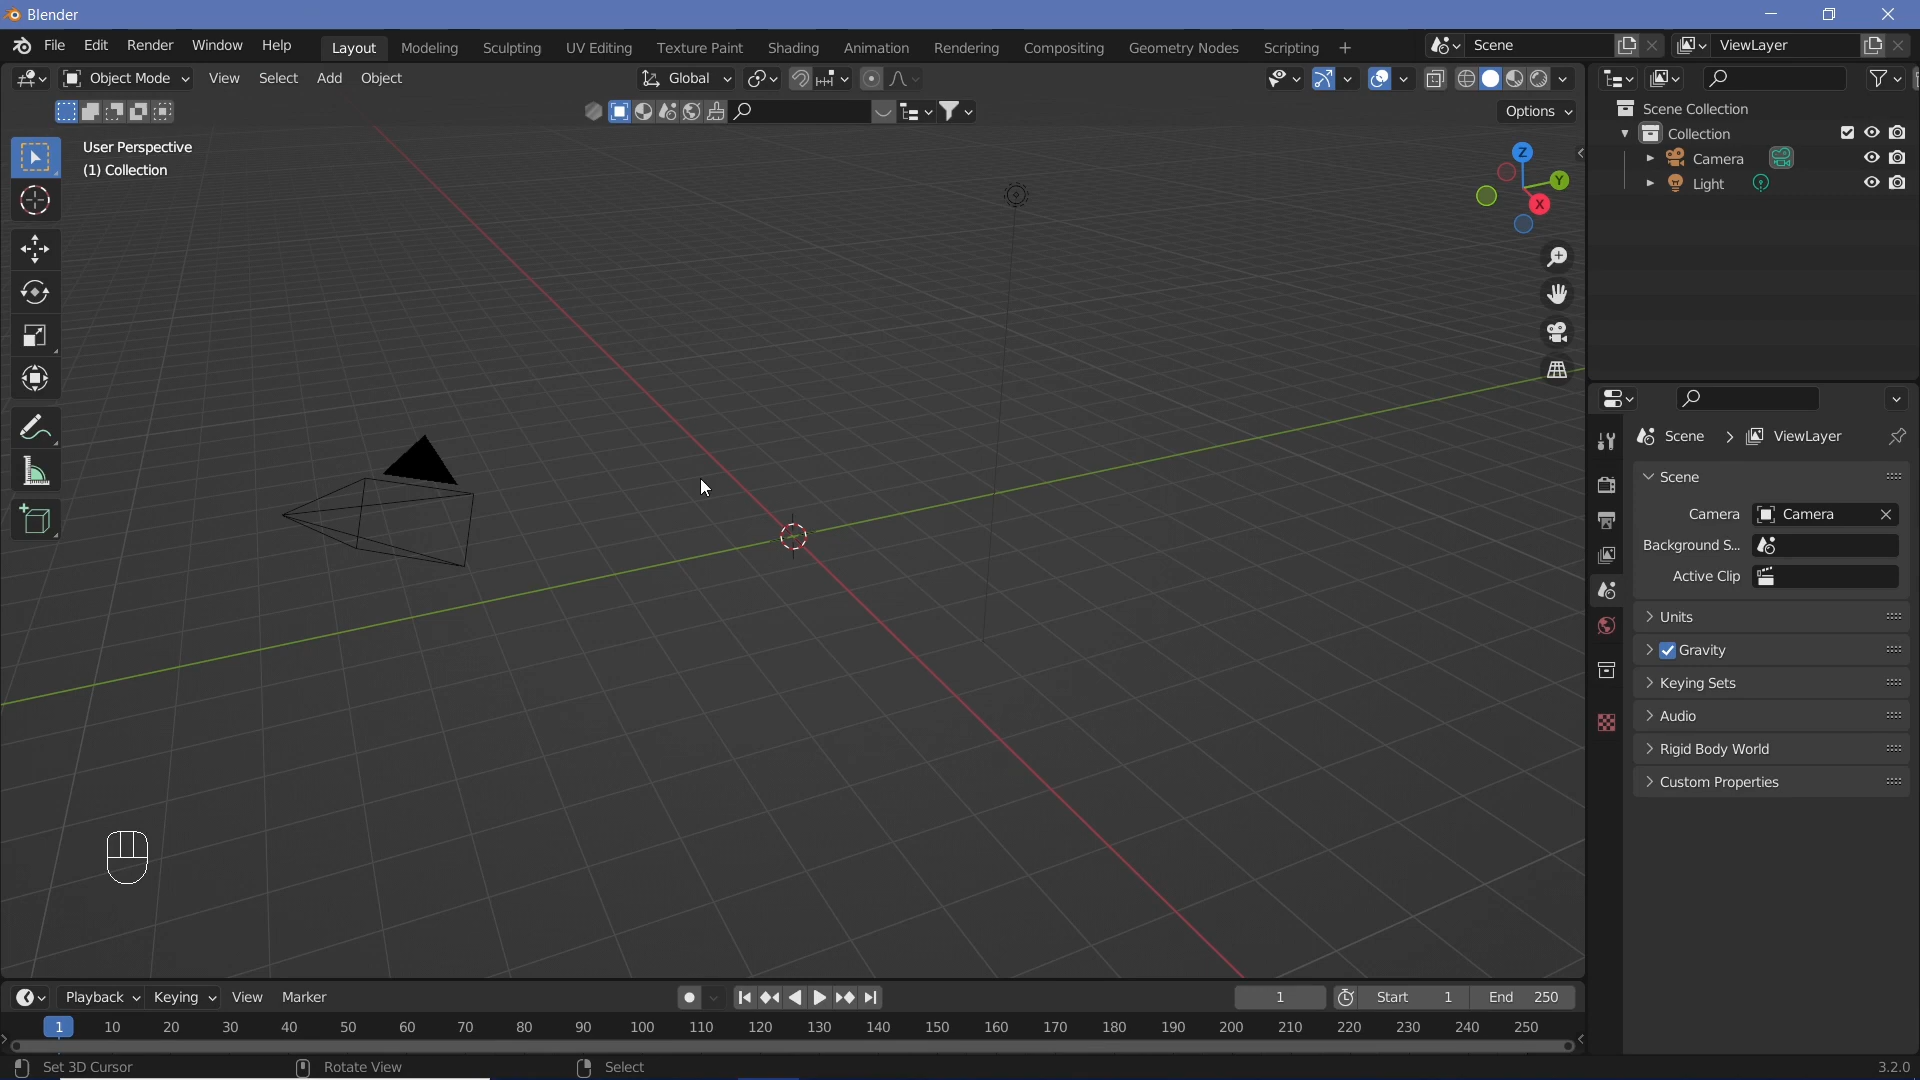 Blender
File Edit Render Window Help Layout Modeling Sculpting UV Editing Texture Paint Shading Animation Rendering Compositing Geometry Nodes Scripting + Scene ViewLayer
Object Mode View Select Add Object Global
Options
User Perspective
(1) Collection
Z
Y
X
Scene Collection
Collection
Camera
Light
Scene > ViewLayer
Scene
Camera Camera
Background S...
Active Clip
Units
Gravity
Keying Sets
Audio
Rigid Body World
Custom Properties
Playback Keying View Marker 1 Start 1 End 250
1 10 20 30 40 50 60 70 80 90 100 110 120 130 140 150 160 170 180 190 200 210 220 230 240 250
Set 3D Cursor Rotate View Select 3.2.0